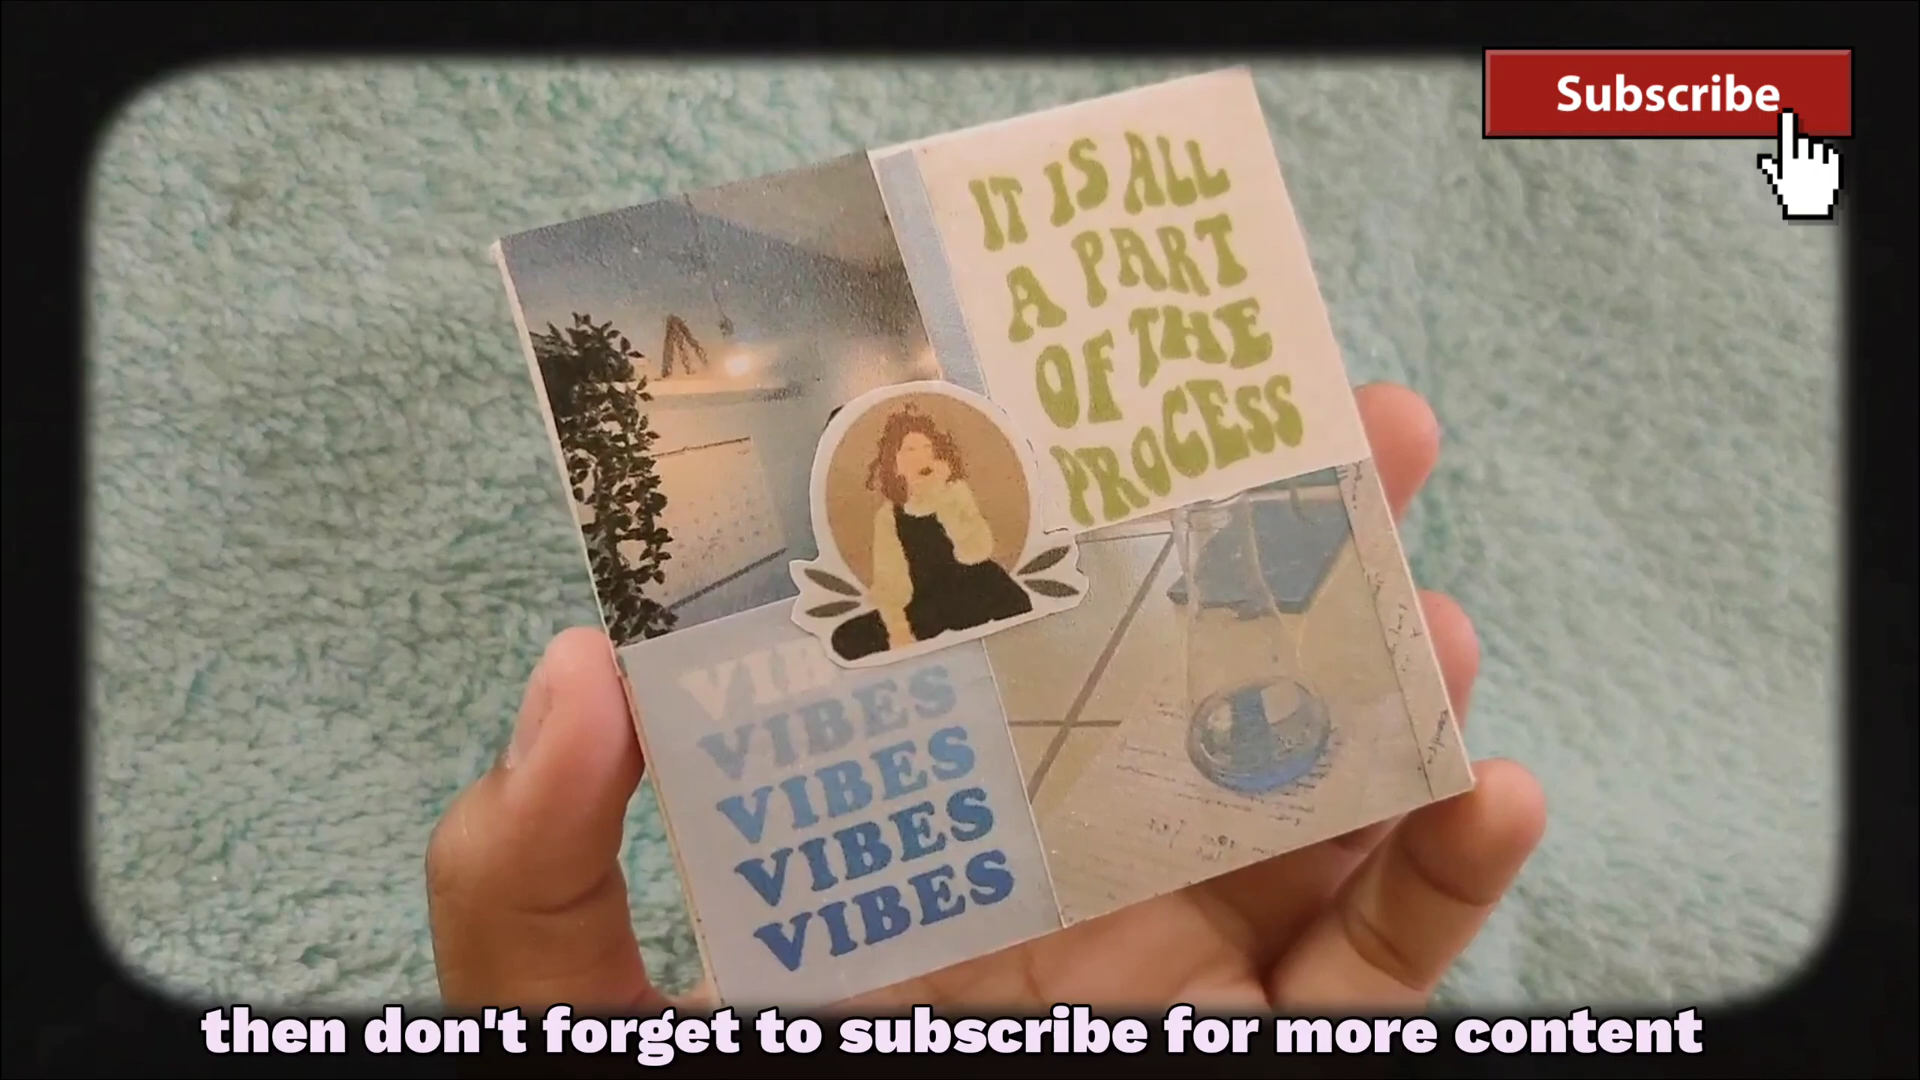 Subscribe
IT IS ALL
A PART
OF THE
PROCESS
VIBES
VIBES
VIBES
VIBES
then don't forget to subscribe for more content